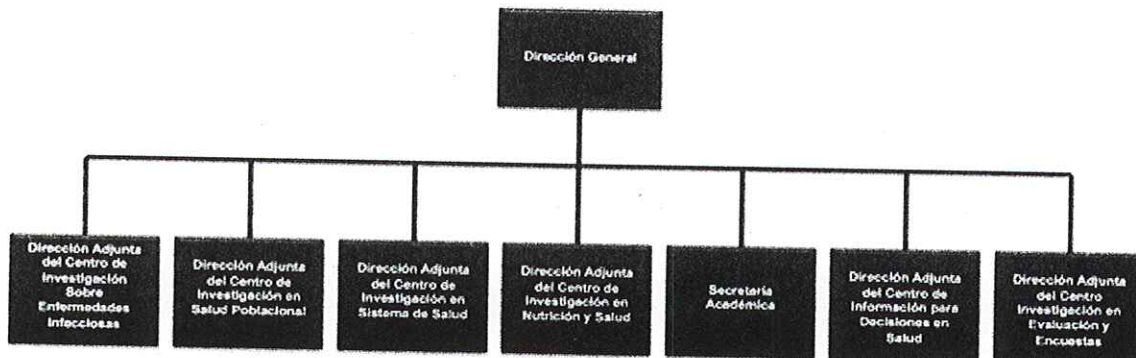 Dirección General
Dirección Adjunta
del Centro de
Investigación
Sobre
Enfermedades
Infecciosas
Dirección Adjunta
del Centro de
Investigación en
Salud Poblacional
Dirección Adjunta
del Centro de
Investigación en
Sistema de Salud
Dirección Adjunta
del Centro de
Investigación en
Nutrición y Salud
Secretaría
Académica
Dirección Adjunta
del Centro de
Información para
Decisiones en
Salud
Dirección Adjunta
del Centro
Investigación en
Evaluación y
Encuestas